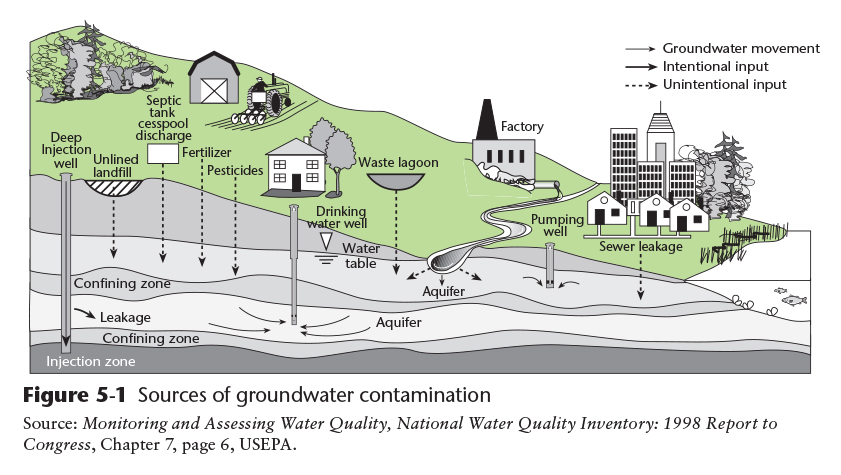 Groundwater movement
Intentional input
Unintentional input
Septic
tank
cesspool
discharge
Deep
Injection
well
Unlined
landfill
Fertilizer
Pesticides
Waste lagoon
Factory
Drinking
water well
Water
table
Pumping
well
Sewer leakage
Confining zone
Aquifer
Leakage
Aquifer
Confining zone
Injection zone
Figure 5-1 Sources of groundwater contamination
Source: Monitoring and Assessing Water Quality, National Water Quality Inventory: 1998 Report to
Congress, Chapter 7, page 6, USEPA.